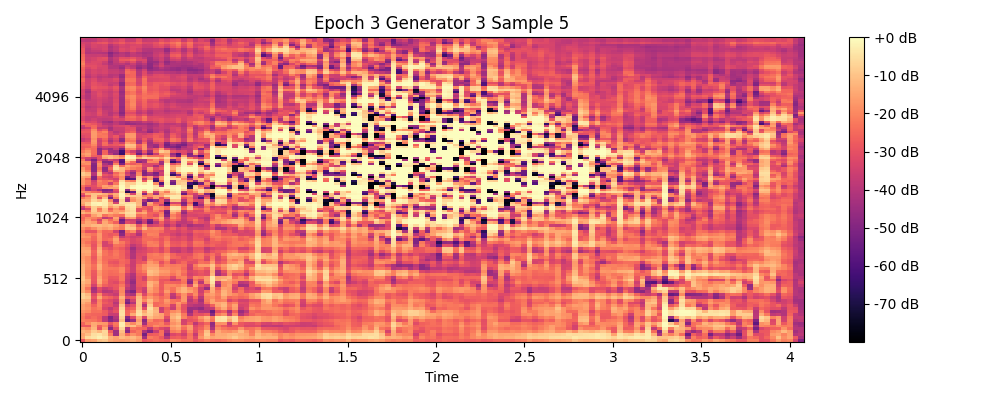 Epoch 3 Generator 3 Sample 5
Hz
4096
2048
1024
512
0
0 0.5 1 1.5 2 2.5 3 3.5 4
Time
+0 dB
-10 dB
-20 dB
-30 dB
-40 dB
-50 dB
-60 dB
-70 dB